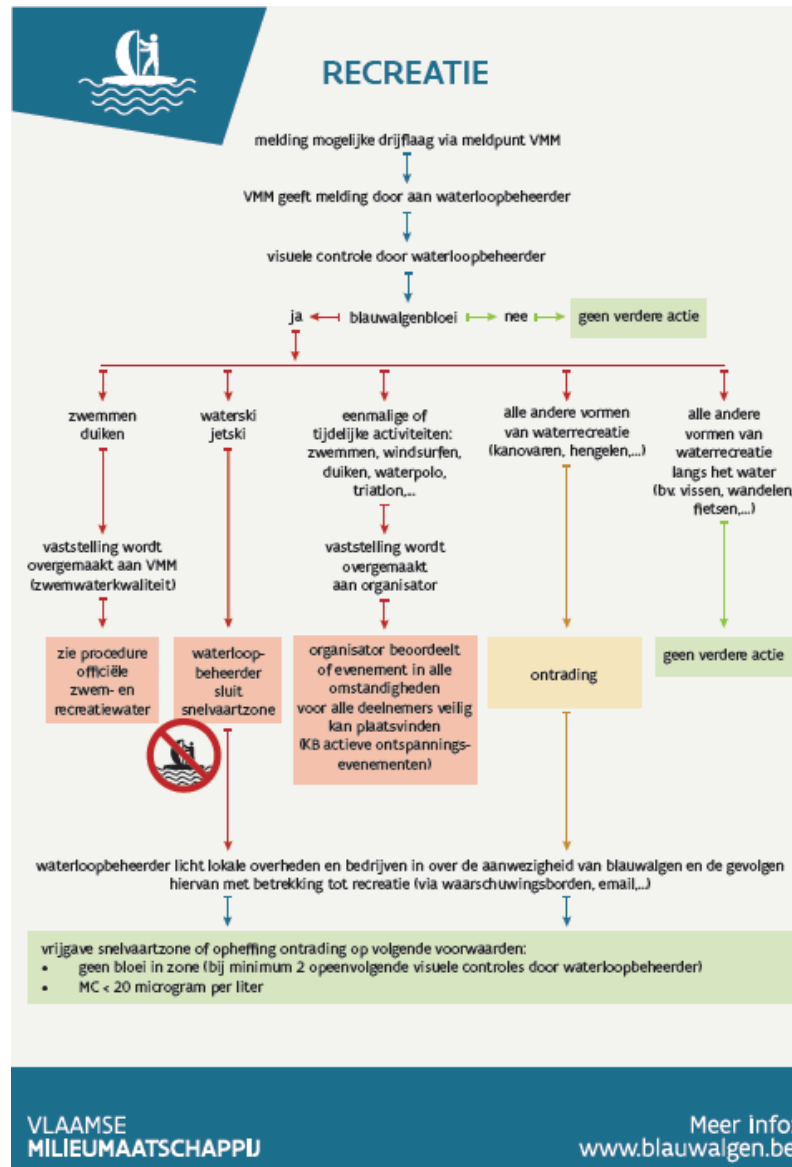 RECREATIE
melding mogelijke drijflaag via meldpunt VMM
VMM geeft melding door aan waterloopbeheerder
visuele controle door waterloopbeheerder
ja
blauwalgenbloei
nee
geen verdere actie
zwemmen
duiken
waterski
jetski
eenmalige of
tijdelijke activiteiten:
zwemmen, windsurfen,
duiken, waterpolo,
triatlon,...
alle andere vormen
van waterrecreatie
(kanovaren, hengelen,...)
alle andere
vormen van
waterrecreatie
langs het water
(bv. vissen, wandelen,
fietsen,...)
vaststelling wordt
overgemaakt aan VMM
(zwemwaterkwaliteit)
vaststelling wordt
overgemaakt
aan organisator
zie procedure
officiële
zwem- en
recreatiewater
waterloop-
beheerder
sluit
snelvaartzone
organisator beoordeelt
of evenement in alle
omstandigheden
voor alle deelnemers veilig
kan plaatsvinden
(KB actieve ontspannings-
evenementen)
ontrading
geen verdere actie
waterloopbeheerder licht lokale overheden en bedrijven in over de aanwezigheid van blauwalgen en de gevolgen
hiervan met betrekking tot recreatie (via waarschuwingsborden, email,...)
vrijgave snelvaartzone of opheffing ontrading op volgende voorwaarden:
• geen bloei in zone (bij minimum 2 opeenvolgende visuele controles door waterloopbeheerder)
• MC < 20 microgram per liter
VLAAMSE
MILIEUMAATSCHAPPIJ
Meer info:
www.blauwalgen.be